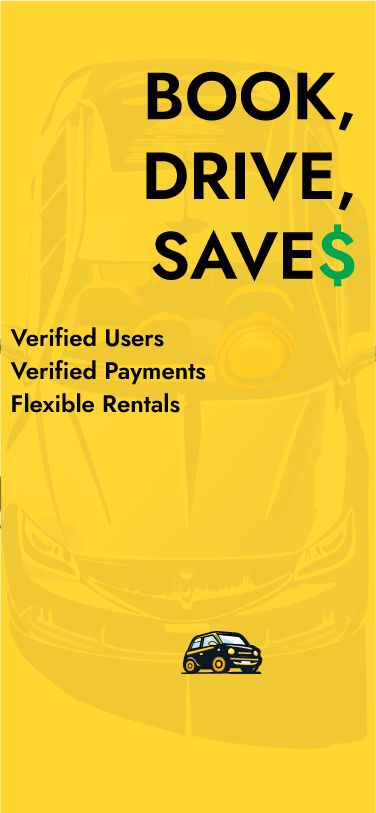 BOOK,
DRIVE,
SAVE$
Verified Users
Verified Payments
Flexible Rentals